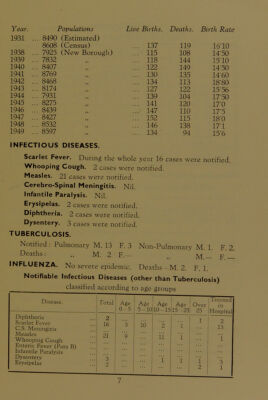 Year. Populations Live Births. Deaths. Birth Rate
1931 ... 8490 (Estimated)
8608 (Census) ... 137 119 16·10
1938 ... 7925 (New Borough) ... 115 108 14·50
1939 ... 7832 " ... 118 144 15·10
1940 ... 8407 " ... 122 149 14·50
1941 ... 8769 " ... 130 135 14·60
1942 ... 8468 " ... 134 113 18·80
1943 ... 8174 " ... 127 122 15·56
1944 ... 7931 " ... 139 104 17·50
1945 ... 8275 " ... 141 120 17·0
1946 ... 8439 " ... 147 110 17·5
1947 ... 8427 " ... 152 115 18·0
1948 ... 8532 " ... 146 138 17·1
1949 ... 8597 " ... 134 94 15·6
INFECTIOUS DISEASES.
Scarlet Fever. During the whole year 16 cases were notified.
Whooping Cough. 2 cases were notified.
Measles. 21 cases were notified.
Cerebro-Spinal Meningitis. Nil.
Infantile Paralysis. Nil.
Erysipelas. 2 cases were notified.
Diphtheria. 2 cases were notified.
Dysentery. 3 cases were notified.
TUBERCULOSIS.
Notified: Pulmonary M. 13 F. 3 Non-Pulmonary M. 1. F. 2.
Deaths: " M. 2 F. — " M. — F. —
INFLUENZA. No severe epidemic. Deaths—M. 2. F. 1.
Notifiable Infectious Diseases (other than Tuberculosis)
classified according to age groups
Disease. Total Age 0—5 Age 5—10 Age 10—15 Age 15—25 Over 25 Treated in Hospital
Diphtheria ... 2 ... ... ... ... 1 2
Scarlet Fever ... 16 3 10 2 1 ... 13
C.S. Meningitis
Measles ... 21 9 ... 11 1
Whooping Cough
Enteric Fever (Para B)
Infantile Paralysis
Dysentery ... 3
Erysipelas ... 2
7